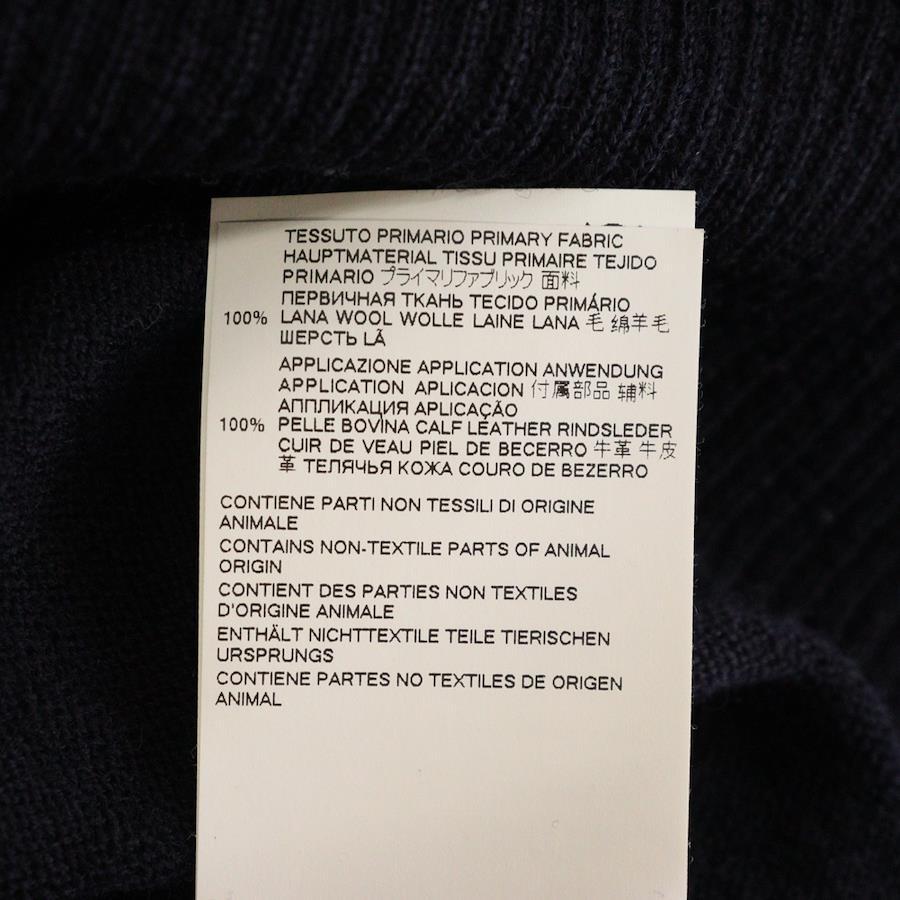 TESSUTO PRIMARIO PRIMARY FABRIC
HAUPTMATERIAL TISSU PRIMAIRE TEJIDO
PRIMARIO プライマリファブリック 面料
ПЕРВИЧНАЯ ТКАНЬ TECIDO PRIMÁRIO
100% LANA WOOL WOLLE LAINE LANA 毛 绵羊毛
ШЕРСТЬ LÃ
APPLICAZIONE APPLICATION ANWENDUNG
APPLICATION APLICACION 付属部品 辅料
АППЛИКАЦИЯ APLICAÇÃO
100% PELLE BOVINA CALF LEATHER RINDSLEDER
CUIR DE VEAU PIEL DE BECERRO 牛革 牛皮
革 ТЕЛЯЧЬЯ КОЖА COURO DE BEZERRO
CONTIENE PARTI NON TESSILI DI ORIGINE
ANIMALE
CONTAINS NON-TEXTILE PARTS OF ANIMAL
ORIGIN
CONTIENT DES PARTIES NON TEXTILES
D'ORIGINE ANIMALE
ENTHÄLT NICHTTEXTILE TEILE TIERISCHEN
URSPRUNGS
CONTIENE PARTES NO TEXTILES DE ORIGEN
ANIMAL